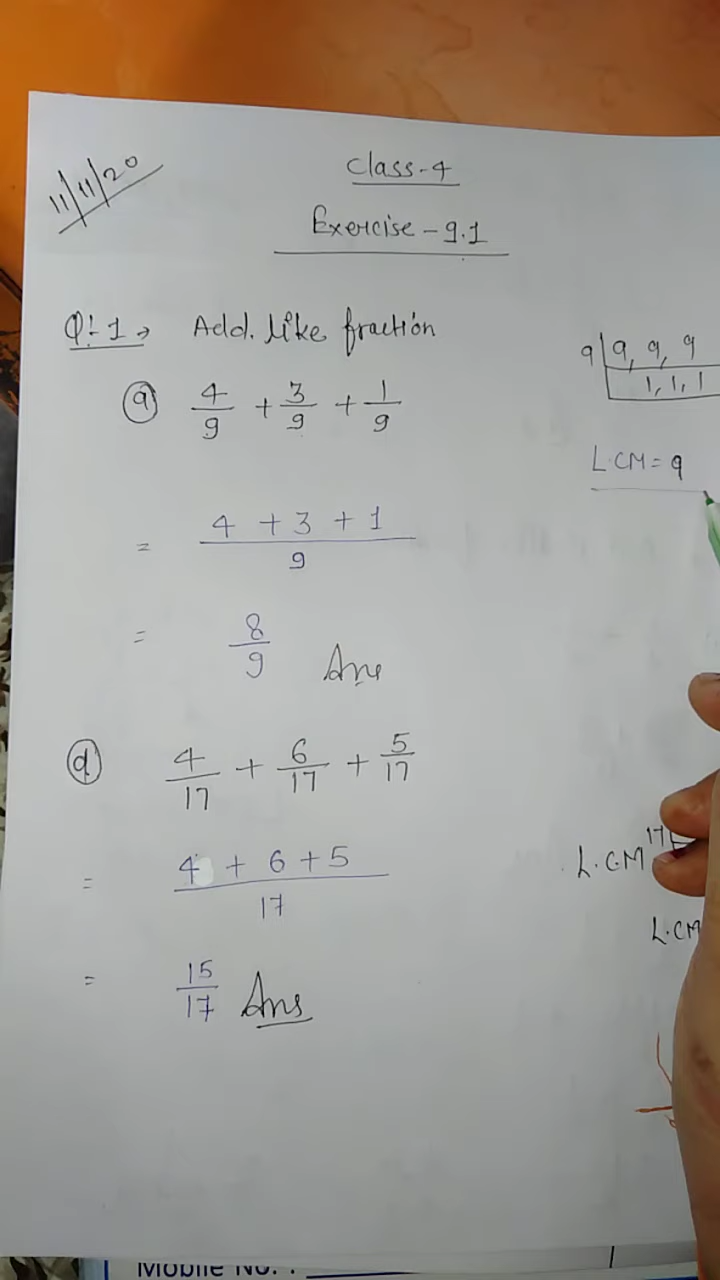 11/11/20
Class-4
Exercise-9.1
Q:-1→ Add. like fraction
9 | 9, 9, 9
1, 1, 1
(a) 4/9 + 3/9 + 1/9
L.CM = 9
= 4 + 3 + 1 / 9
= 8/9 Ans
(d) 4/17 + 6/17 + 5/17
= 4 + 6 + 5 / 17
L.CM 17
L.CM
= 15/17 Ans
Mobile No. :